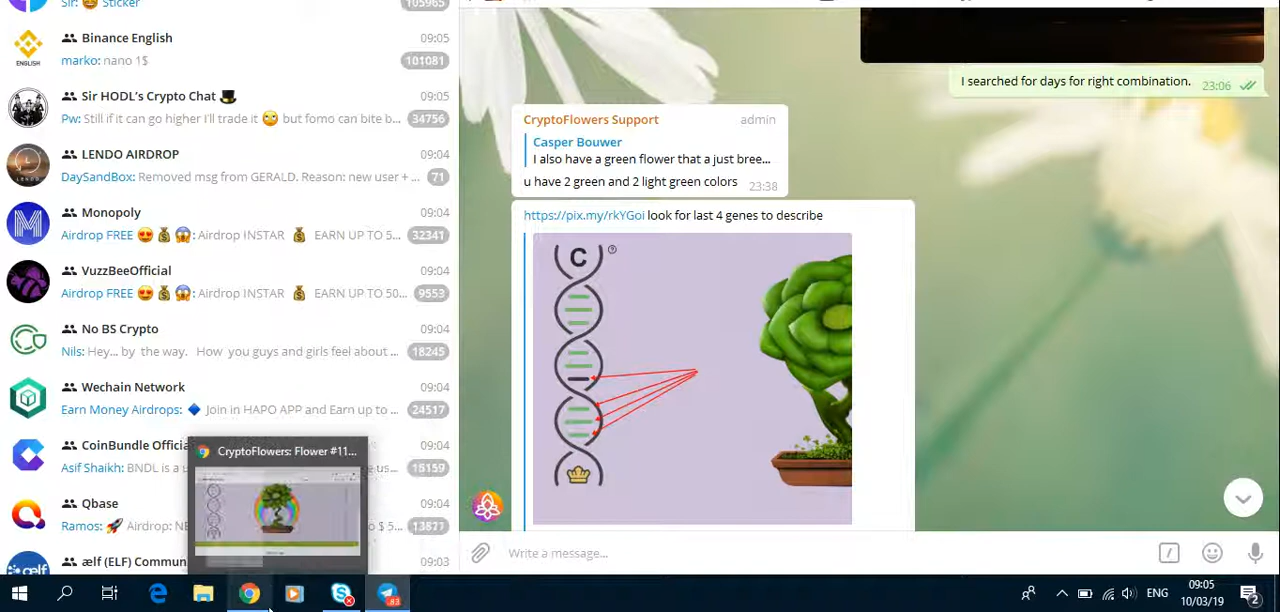 Sir: 🤩 Sticker
105965
Binance English
09:05
marko: nano 1$
101081
ENGLISH
Sir HODL's Crypto Chat 🎩
09:05
Pw: Still if it can go higher I'll trade it 🙄 but fomo can bite b...
34756
LENDO AIRDROP
09:04
DaySandBox: Removed msg from GERALD. Reason: new user + ...
71
Monopoly
09:04
Airdrop FREE 😍 💰 😱: Airdrop INSTAR 💰 EARN UP TO 5...
32341
VuzzBeeOfficial
09:04
Airdrop FREE 😍 💰 😱: Airdrop INSTAR 💰 EARN UP TO 50...
9553
No BS Crypto
09:04
Nils: Hey... by the way. How you guys and girls feel about ...
18245
Wechain Network
09:04
Earn Money Airdrops: 🔷 Join in HAPO APP and Earn up to ...
24517
CoinBundle Officia
09:04
Asif Shaikh: BNDL is a u
us...
15159
Qbase
09:04
Ramos: 🚀 Airdrop: NE
o $ 5...
13871
ælf (ELF) Commun
09:03
ælf
CryptoFlowers: Flower #11...
I searched for days for right combination.
23:06
CryptoFlowers Support
admin
Casper Bouwer
I also have a green flower that a just bree...
u have 2 green and 2 light green colors
23:38
https://pix.my/rkYGoi look for last 4 genes to describe
C
?
Write a message...
/
83
ENG
09:05
10/03/19
2